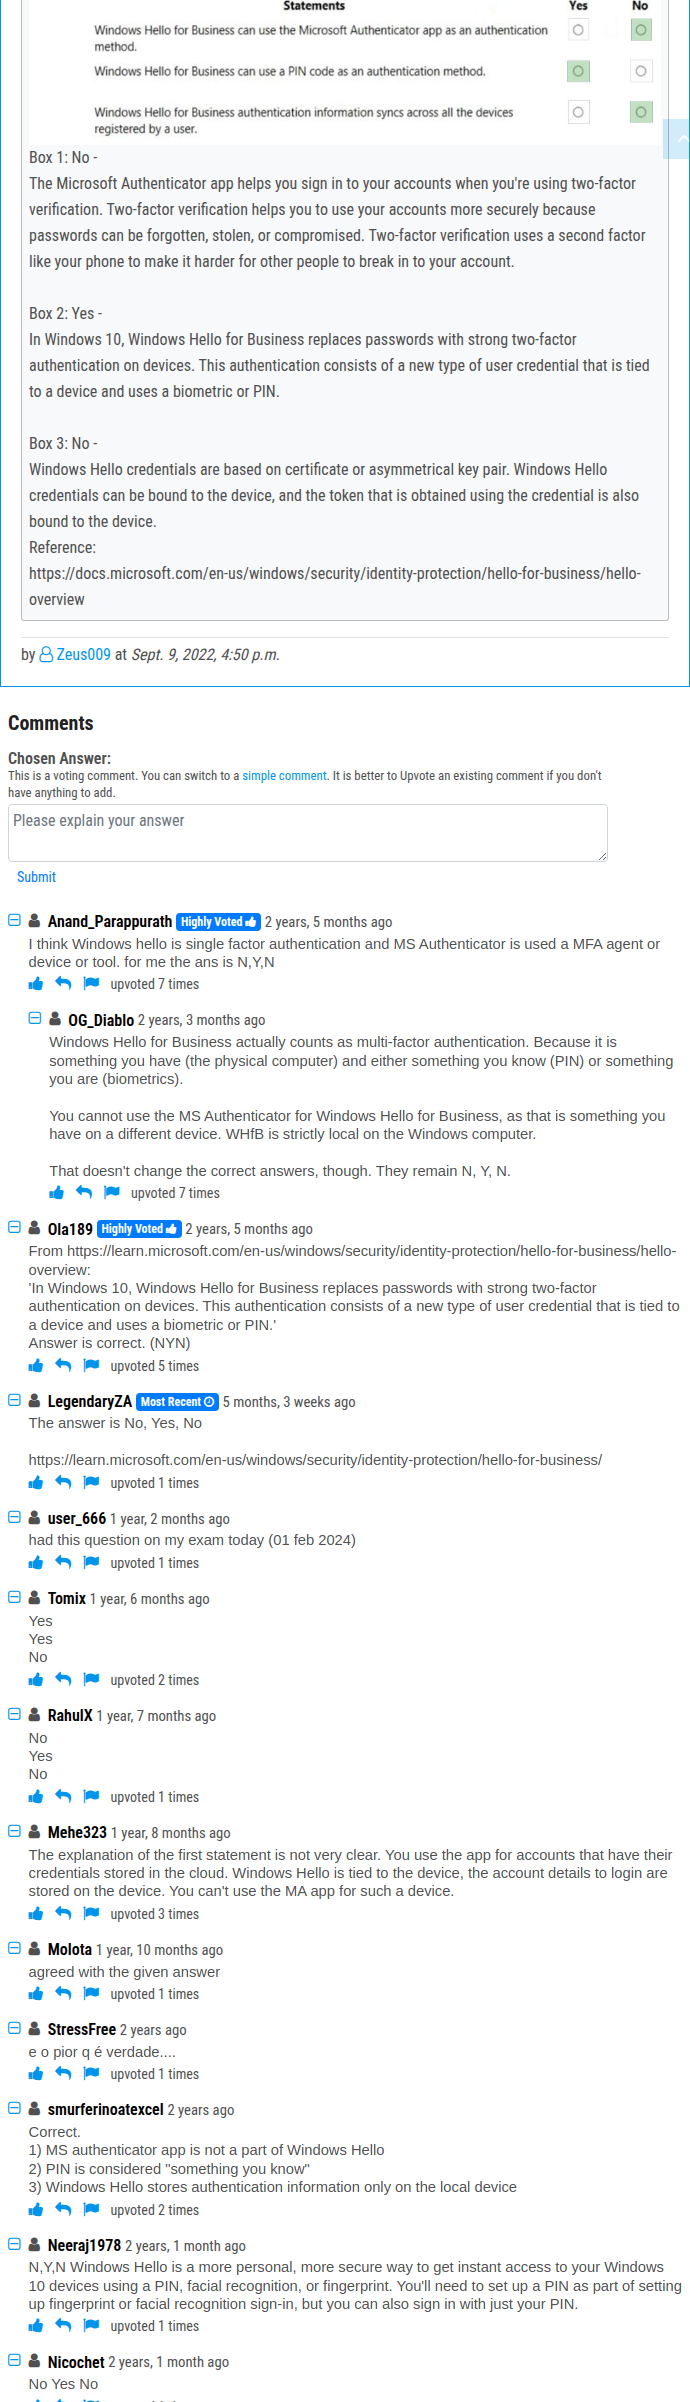 Statements Yes No
Windows Hello for Business can use the Microsoft Authenticator app as an authentication
method.
Windows Hello for Business can use a PIN code as an authentication method.
Windows Hello for Business authentication information syncs across all the devices
registered by a user.
Box 1: No -
The Microsoft Authenticator app helps you sign in to your accounts when you're using two-factor
verification. Two-factor verification helps you to use your accounts more securely because
passwords can be forgotten, stolen, or compromised. Two-factor verification uses a second factor
like your phone to make it harder for other people to break in to your account.
Box 2: Yes -
In Windows 10, Windows Hello for Business replaces passwords with strong two-factor
authentication on devices. This authentication consists of a new type of user credential that is tied
to a device and uses a biometric or PIN.
Box 3: No -
Windows Hello credentials are based on certificate or asymmetrical key pair. Windows Hello
credentials can be bound to the device, and the token that is obtained using the credential is also
bound to the device.
Reference:
https://docs.microsoft.com/en-us/windows/security/identity-protection/hello-for-business/hello-
overview
by Zeus009 at Sept. 9, 2022, 4:50 p.m.
Comments
Chosen Answer:
This is a voting comment. You can switch to a simple comment. It is better to Upvote an existing comment if you don't
have anything to add.
Please explain your answer
Submit
Anand_Parappurath Highly Voted 2 years, 5 months ago
I think Windows hello is single factor authentication and MS Authenticator is used a MFA agent or
device or tool. for me the ans is N,Y,N
upvoted 7 times
OG_Diablo 2 years, 3 months ago
Windows Hello for Business actually counts as multi-factor authentication. Because it is
something you have (the physical computer) and either something you know (PIN) or something
you are (biometrics).
You cannot use the MS Authenticator for Windows Hello for Business, as that is something you
have on a different device. WHfB is strictly local on the Windows computer.
That doesn't change the correct answers, though. They remain N, Y, N.
upvoted 7 times
Ola189 Highly Voted 2 years, 5 months ago
From https://learn.microsoft.com/en-us/windows/security/identity-protection/hello-for-business/hello-
overview:
'In Windows 10, Windows Hello for Business replaces passwords with strong two-factor
authentication on devices. This authentication consists of a new type of user credential that is tied to
a device and uses a biometric or PIN.'
Answer is correct. (NYN)
upvoted 5 times
LegendaryZA Most Recent 5 months, 3 weeks ago
The answer is No, Yes, No
https://learn.microsoft.com/en-us/windows/security/identity-protection/hello-for-business/
upvoted 1 times
user_666 1 year, 2 months ago
had this question on my exam today (01 feb 2024)
upvoted 1 times
Tomix 1 year, 6 months ago
Yes
Yes
No
upvoted 2 times
RahulX 1 year, 7 months ago
No
Yes
No
upvoted 1 times
Mehe323 1 year, 8 months ago
The explanation of the first statement is not very clear. You use the app for accounts that have their
credentials stored in the cloud. Windows Hello is tied to the device, the account details to login are
stored on the device. You can't use the MA app for such a device.
upvoted 3 times
Molota 1 year, 10 months ago
agreed with the given answer
upvoted 1 times
StressFree 2 years ago
e o pior q é verdade....
upvoted 1 times
smurferinoatexcel 2 years ago
Correct.
1) MS authenticator app is not a part of Windows Hello
2) PIN is considered "something you know"
3) Windows Hello stores authentication information only on the local device
upvoted 2 times
Neeraj1978 2 years, 1 month ago
N,Y,N Windows Hello is a more personal, more secure way to get instant access to your Windows
10 devices using a PIN, facial recognition, or fingerprint. You'll need to set up a PIN as part of setting
up fingerprint or facial recognition sign-in, but you can also sign in with just your PIN.
upvoted 1 times
Nicochet 2 years, 1 month ago
No Yes No